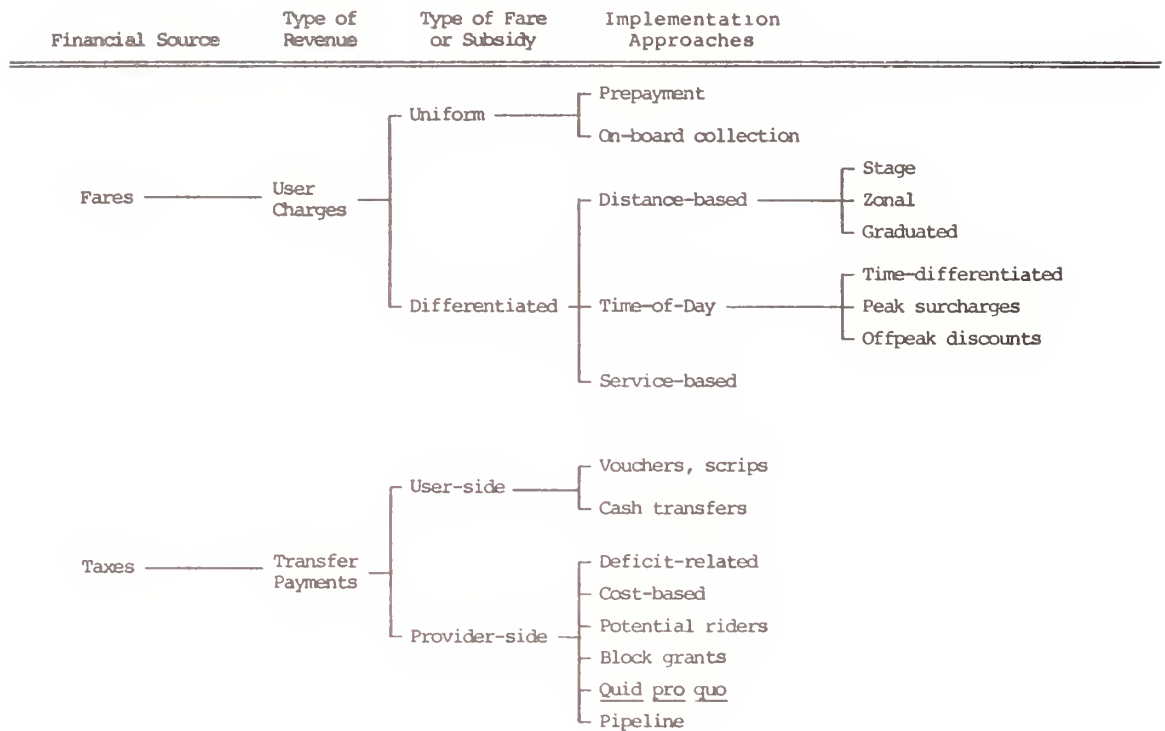 Financial Source
Type of
Revenue
Type of Fare
or Subsidy
Implementation
Approaches
Fares
User
Charges
Uniform
Prepayment
On-board collection
Differentiated
Distance-based
Stage
Zonal
Graduated
Time-of-Day
Time-differentiated
Peak surcharges
Offpeak discounts
Service-based
Taxes
Transfer
Payments
User-side
Vouchers, scrips
Cash transfers
Provider-side
Deficit-related
Cost-based
Potential riders
Block grants
Quid pro quo
Pipeline